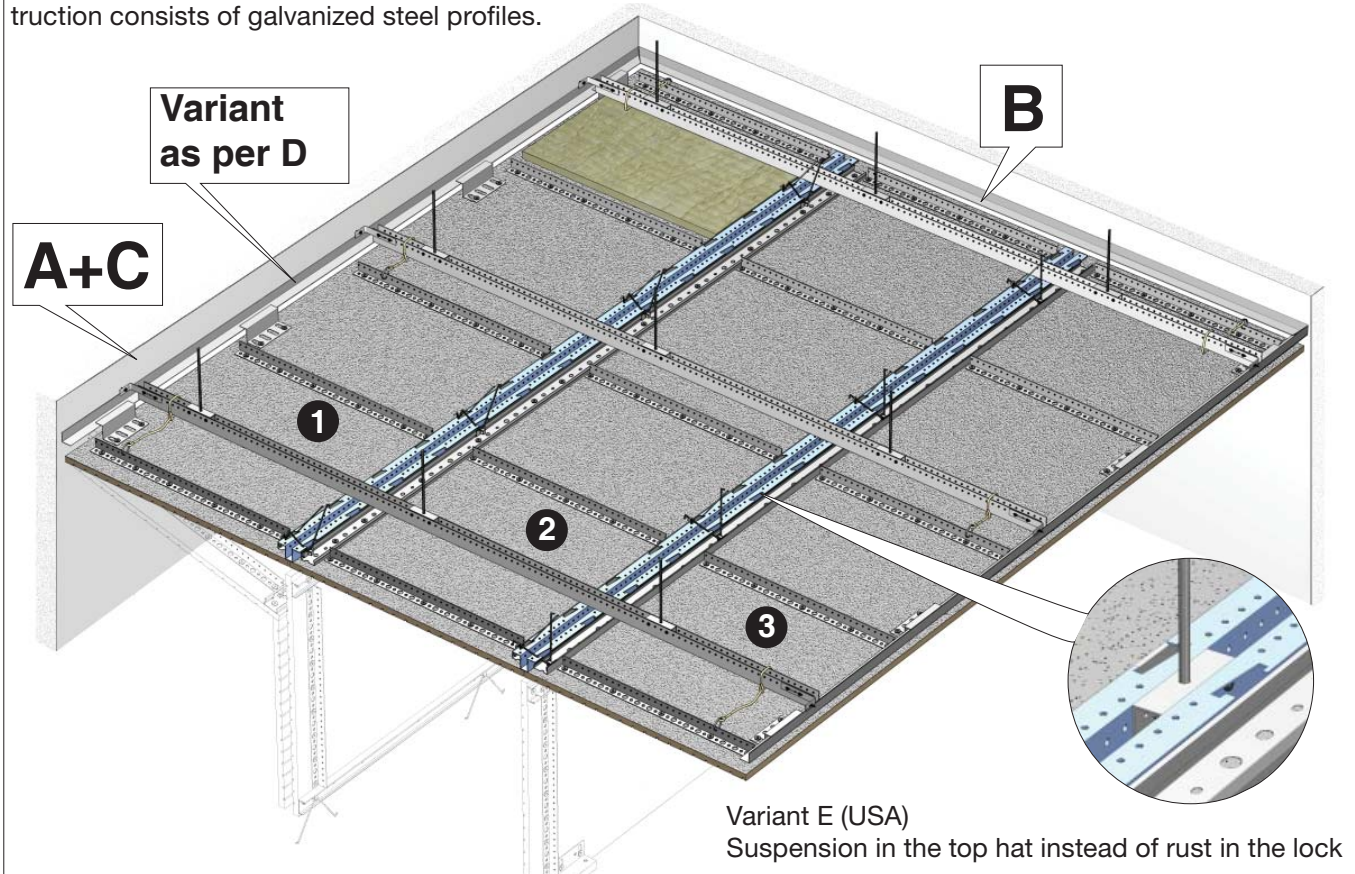 truction consists of galvanized steel profiles.
Variant
as per D
B
A+C
1
2
3
Variant E (USA)
Suspension in the top hat instead of rust in the lock